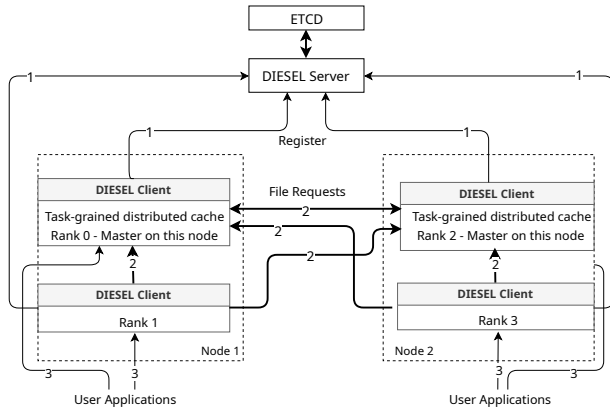 ETCD
DIESEL Server
1
1
1
1
Register
DIESEL Client
Task-grained distributed cache
Rank 0 - Master on this node
File Requests
2
2
2
DIESEL Client
Task-grained distributed cache
Rank 2 - Master on this node
2
2
DIESEL Client
Rank 1
Node 1
DIESEL Client
Rank 3
Node 2
3
3
3
3
User Applications
User Applications